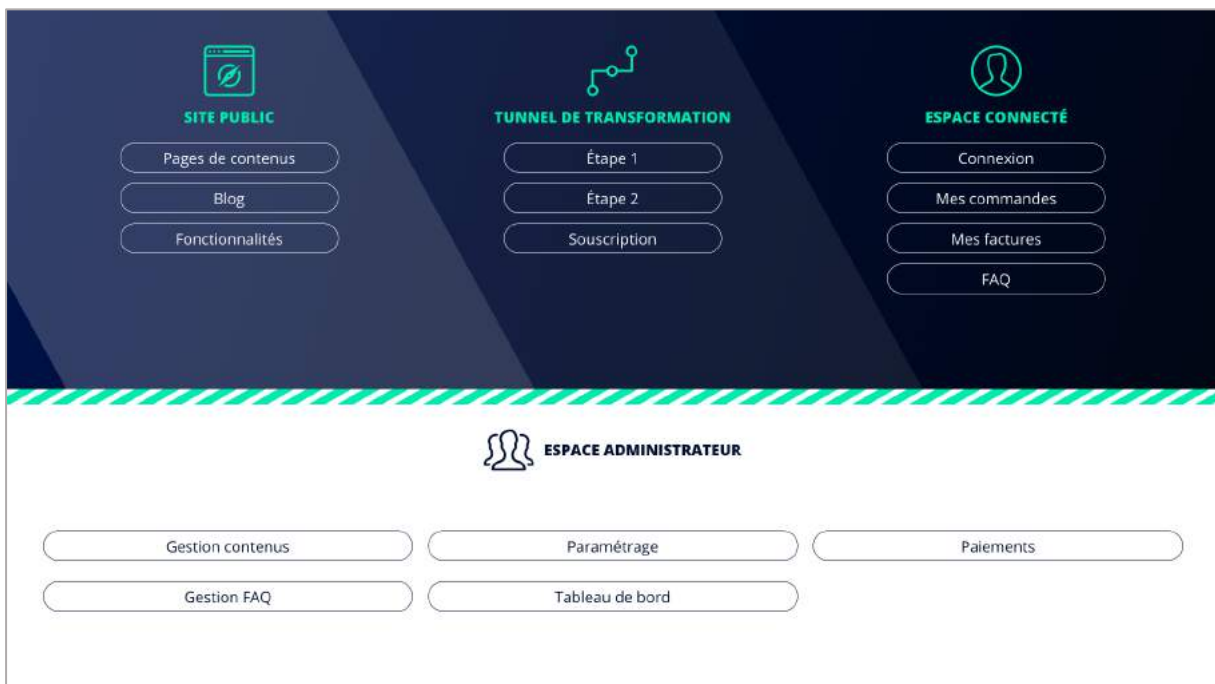 SITE PUBLIC
Pages de contenus
Blog
Fonctionnalités
TUNNEL DE TRANSFORMATION
Étape 1
Étape 2
Souscription
ESPACE CONNECTÉ
Connexion
Mes commandes
Mes factures
FAQ
ESPACE ADMINISTRATEUR
Gestion contenus
Paramétrage
Paiements
Gestion FAQ
Tableau de bord